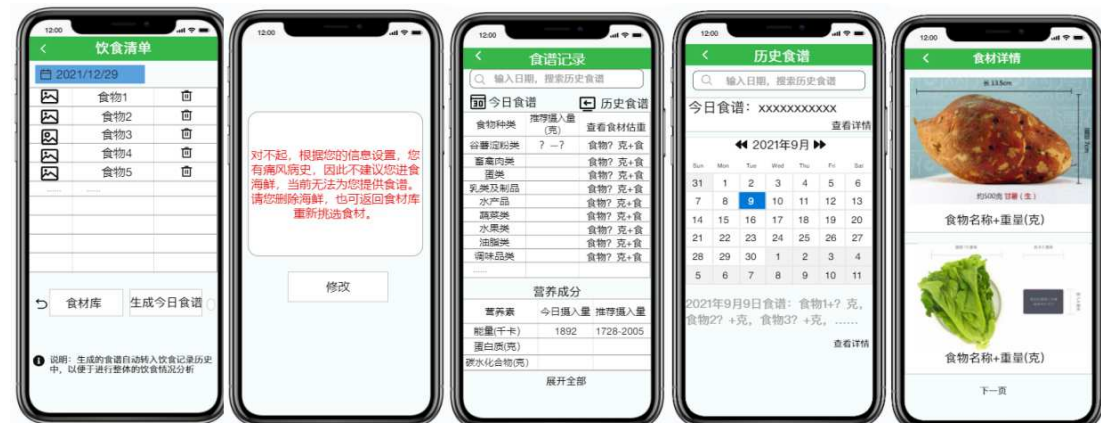 12:00
饮食清单
2021/12/29
食物1
食物2
食物3
食物4
食物5
......
......
食材库
生成今日食谱
说明：生成的食谱自动转入饮食记录历史
中，以便于进行整体的饮食情况分析
12:00
对不起，根据您的信息设置，您
有痛风病史，因此不建议您进食
海鲜，当前无法为您提供食谱。
请您删除海鲜，也可返回食材库
重新挑选食材。
修改
12:00
食谱记录
输入日期，搜索历史食谱
30 今日食谱
历史食谱
食物种类 推荐摄入量(克) 查看食材估重
谷薯淀粉类 ？—？ 食物？克+食
畜禽肉类 食物？克+食
蛋类 食物？克+食
乳类及制品 食物？克+食
水产品 食物？克+食
蔬菜类 食物？克+食
水果类 食物？克+食
油脂类 食物？克+食
调味品类 食物？克+食
......
营养成分
营养素 今日摄入量 推荐摄入量
能量(千卡) 1892 1728-2005
蛋白质(克)
碳水化合物(克)
展开全部
12:00
历史食谱
输入日期，搜索历史食谱
今日食谱：xxxxxxxxxxx
查看详情
2021年9月
Sun Mon Tue Wed Thu Fri Sat
31 1 2 3 4 5 6
7 8 9 10 11 12 13
14 15 16 17 18 19 20
21 22 23 24 25 26 27
28 29 30 1 2 3 4
5 6 7 8 9 10 11
2021年9月9日食谱：食物1+？克，
食物2？+克，食物3？+克，......
查看详情
12:00
食材详情
长 13.5cm
约500克 甘薯（生）
食物名称+重量(克)
食物名称+重量(克)
下一页